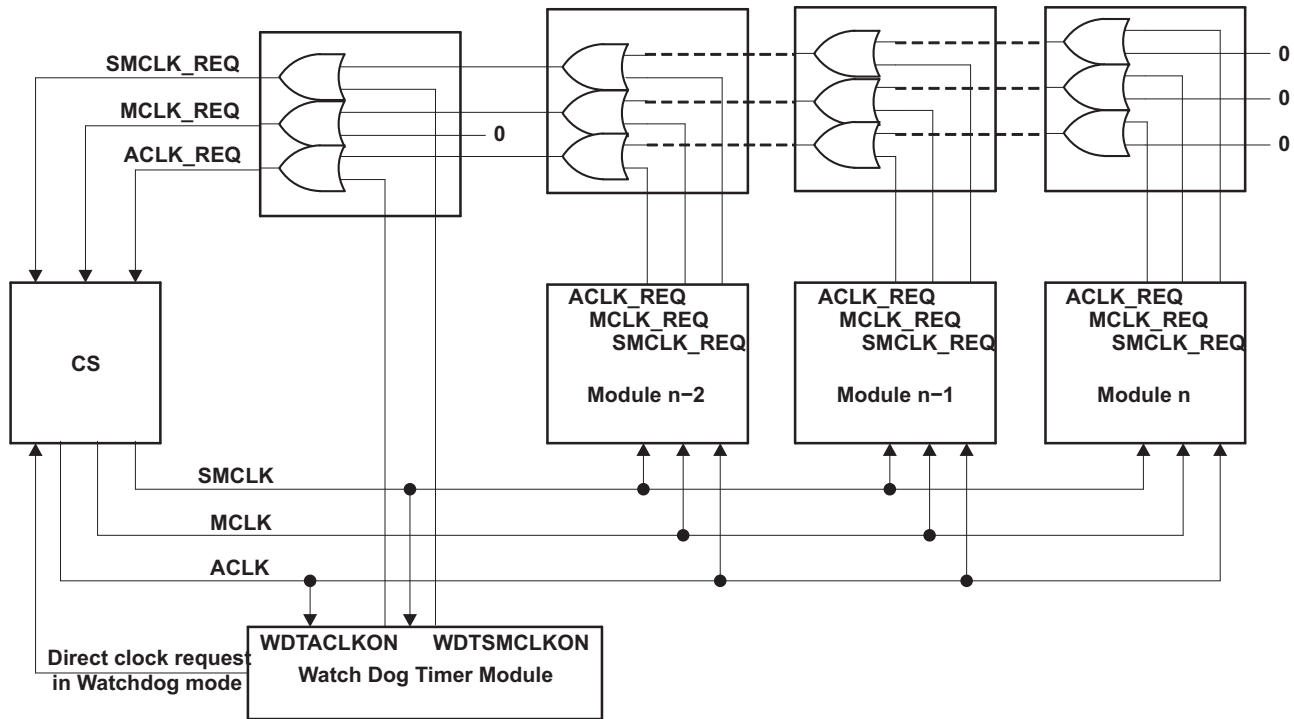 SMCLK_REQ
MCLK_REQ
ACLK_REQ
0
0
0
0
CS
ACLK_REQ
MCLK_REQ
SMCLK_REQ
Module n−2
ACLK_REQ
MCLK_REQ
SMCLK_REQ
Module n−1
ACLK_REQ
MCLK_REQ
SMCLK_REQ
Module n
SMCLK
MCLK
ACLK
Direct clock request
in Watchdog mode
WDTACLKON WDTSMCLKON
Watch Dog Timer Module